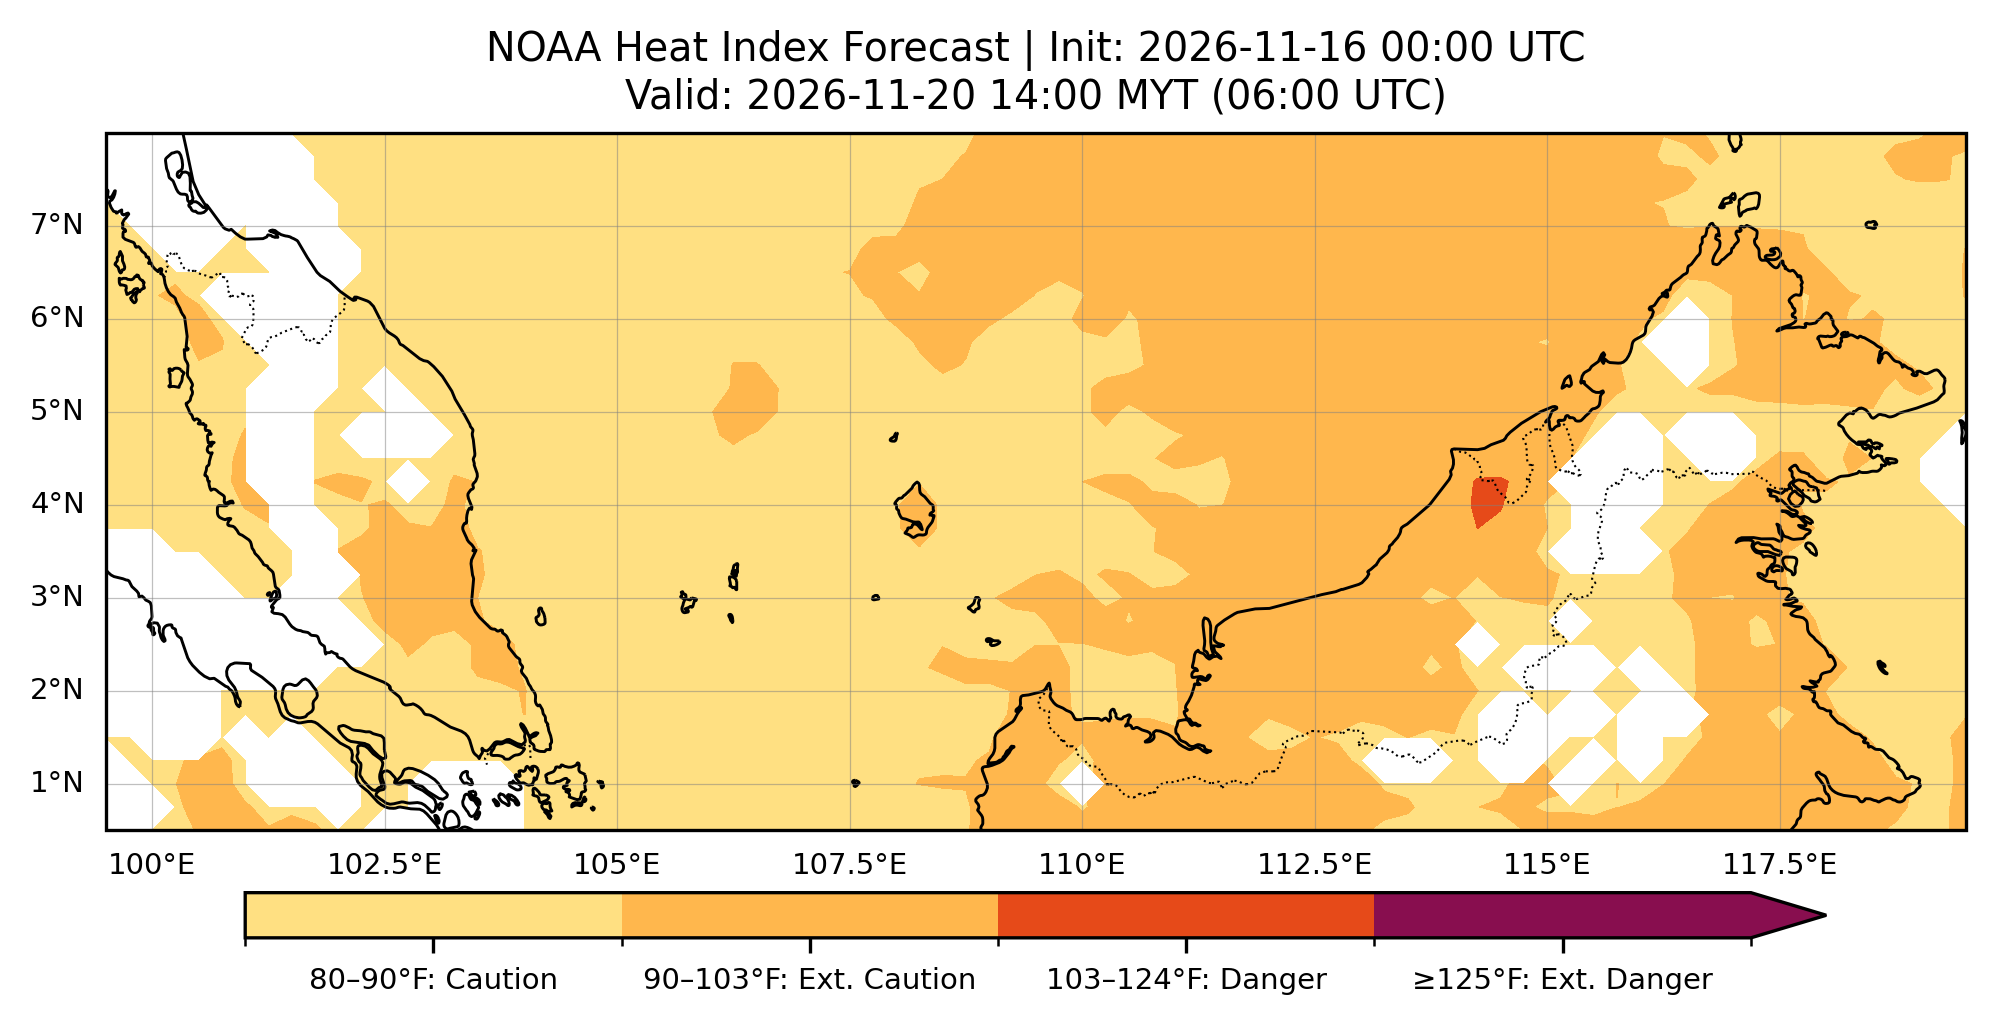 NOAA Heat Index Forecast | Init: 2026-11-16 00:00 UTC
Valid: 2026-11-20 14:00 MYT (06:00 UTC)
7°N
6°N
5°N
4°N
3°N
2°N
1°N
100°E 102.5°E 105°E 107.5°E 110°E 112.5°E 115°E 117.5°E
80–90°F: Caution 90–103°F: Ext. Caution 103–124°F: Danger ≥125°F: Ext. Danger